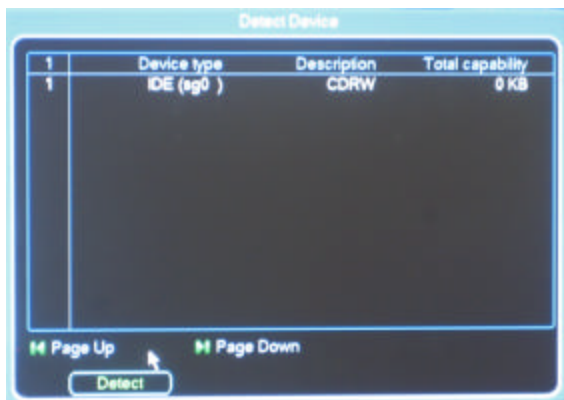 Detect Device
1 Device type Description Total capability
1 IDE (sg0 ) CDRW 0 KB
Page Up Page Down
Detect